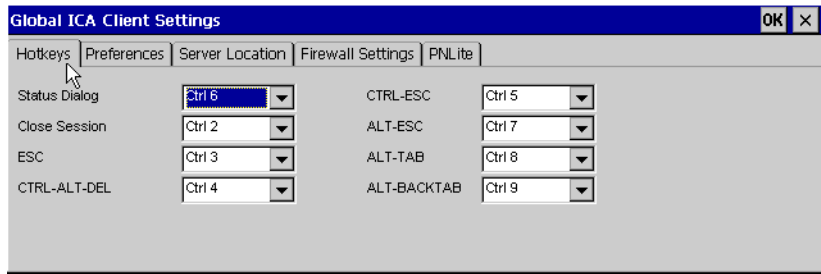 Global ICA Client Settings OK
Hotkeys Preferences Server Location Firewall Settings PNLite
Status Dialog Ctrl 6 CTRL-ESC Ctrl 5
Close Session Ctrl 2 ALT-ESC Ctrl 7
ESC Ctrl 3 ALT-TAB Ctrl 8
CTRL-ALT-DEL Ctrl 4 ALT-BACKTAB Ctrl 9